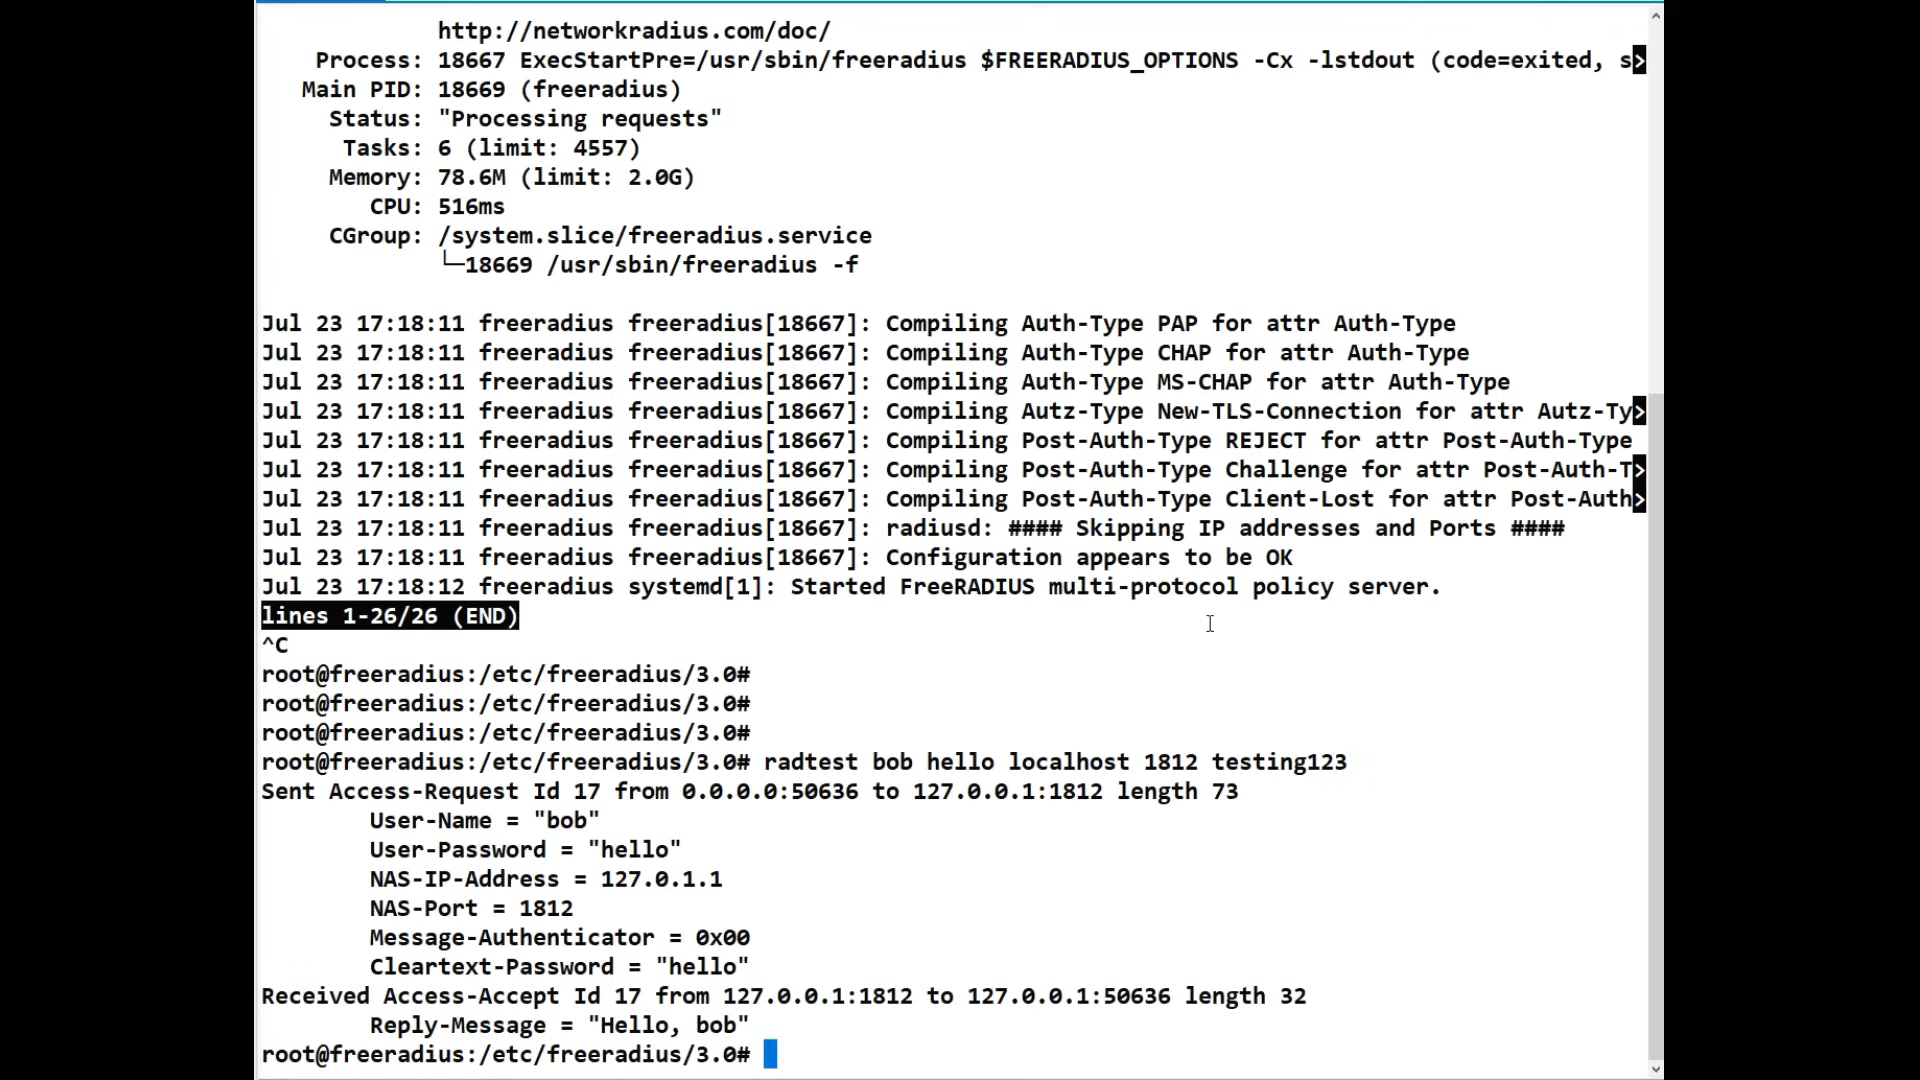 http://networkradius.com/doc/
Process: 18667 ExecStartPre=/usr/sbin/freeradius $FREERADIUS_OPTIONS -Cx -lstdout (code=exited, s>
Main PID: 18669 (freeradius)
Status: "Processing requests"
Tasks: 6 (limit: 4557)
Memory: 78.6M (limit: 2.0G)
CPU: 516ms
CGroup: /system.slice/freeradius.service
└─18669 /usr/sbin/freeradius -f
Jul 23 17:18:11 freeradius freeradius[18667]: Compiling Auth-Type PAP for attr Auth-Type
Jul 23 17:18:11 freeradius freeradius[18667]: Compiling Auth-Type CHAP for attr Auth-Type
Jul 23 17:18:11 freeradius freeradius[18667]: Compiling Auth-Type MS-CHAP for attr Auth-Type
Jul 23 17:18:11 freeradius freeradius[18667]: Compiling Autz-Type New-TLS-Connection for attr Autz-Ty>
Jul 23 17:18:11 freeradius freeradius[18667]: Compiling Post-Auth-Type REJECT for attr Post-Auth-Type
Jul 23 17:18:11 freeradius freeradius[18667]: Compiling Post-Auth-Type Challenge for attr Post-Auth-T>
Jul 23 17:18:11 freeradius freeradius[18667]: Compiling Post-Auth-Type Client-Lost for attr Post-Auth>
Jul 23 17:18:11 freeradius freeradius[18667]: radiusd: #### Skipping IP addresses and Ports ####
Jul 23 17:18:11 freeradius freeradius[18667]: Configuration appears to be OK
Jul 23 17:18:12 freeradius systemd[1]: Started FreeRADIUS multi-protocol policy server.
lines 1-26/26 (END)
^C
root@freeradius:/etc/freeradius/3.0#
root@freeradius:/etc/freeradius/3.0#
root@freeradius:/etc/freeradius/3.0#
root@freeradius:/etc/freeradius/3.0# radtest bob hello localhost 1812 testing123
Sent Access-Request Id 17 from 0.0.0.0:50636 to 127.0.0.1:1812 length 73
User-Name = "bob"
User-Password = "hello"
NAS-IP-Address = 127.0.1.1
NAS-Port = 1812
Message-Authenticator = 0x00
Cleartext-Password = "hello"
Received Access-Accept Id 17 from 127.0.0.1:1812 to 127.0.0.1:50636 length 32
Reply-Message = "Hello, bob"
root@freeradius:/etc/freeradius/3.0#